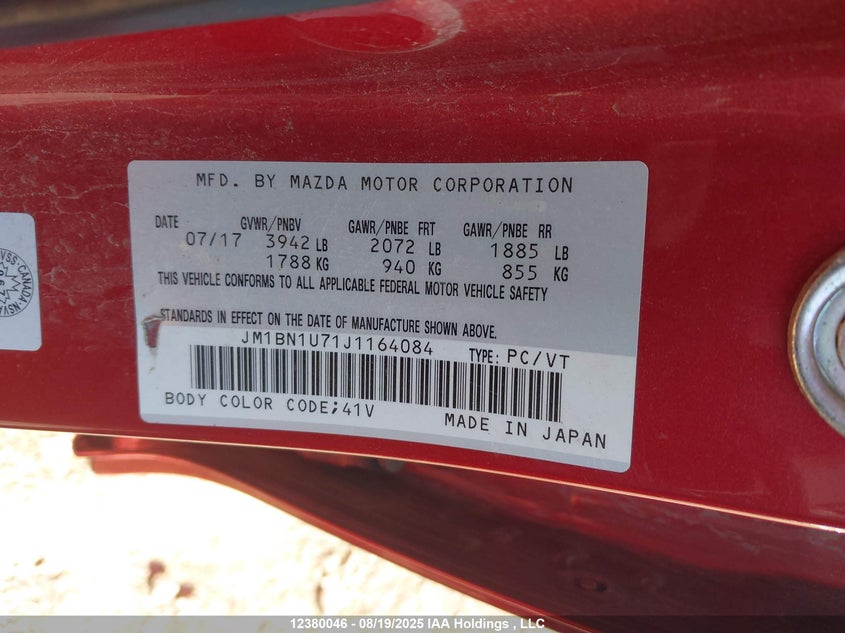 MFD. BY MAZDA MOTOR CORPORATION
DATE GVWR/PNBV GAWR/PNBE FRT GAWR/PNBE RR
07/17 3942 LB 2072 LB 1885 LB
1788 KG 940 KG 855 KG
THIS VEHICLE CONFORMS TO ALL APPLICABLE FEDERAL MOTOR VEHICLE SAFETY
STANDARDS IN EFFECT ON THE DATE OF MANUFACTURE SHOWN ABOVE.
JM1BN1U71J1164084 TYPE: PC/VT
BODY COLOR CODE;41V
MADE IN JAPAN
CANADA
12380046 - 08/19/2025 IAA Holdings , LLC